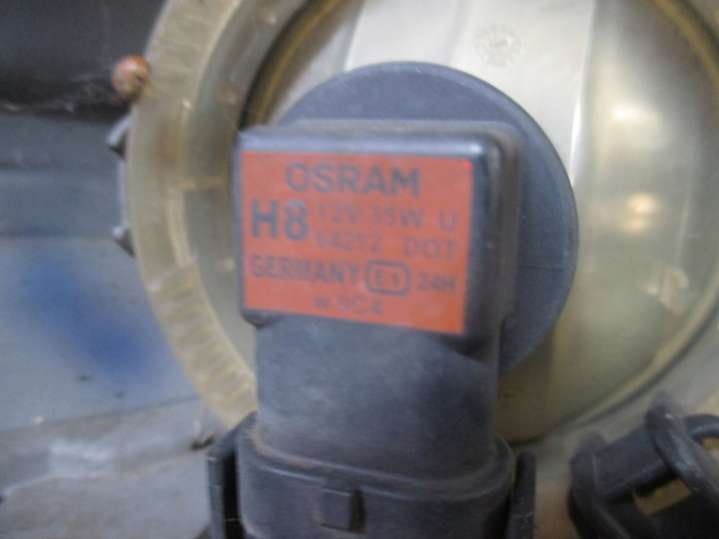 OSRAM
H8 12V 35W U
64212 DOT
GERMANY E1 24H